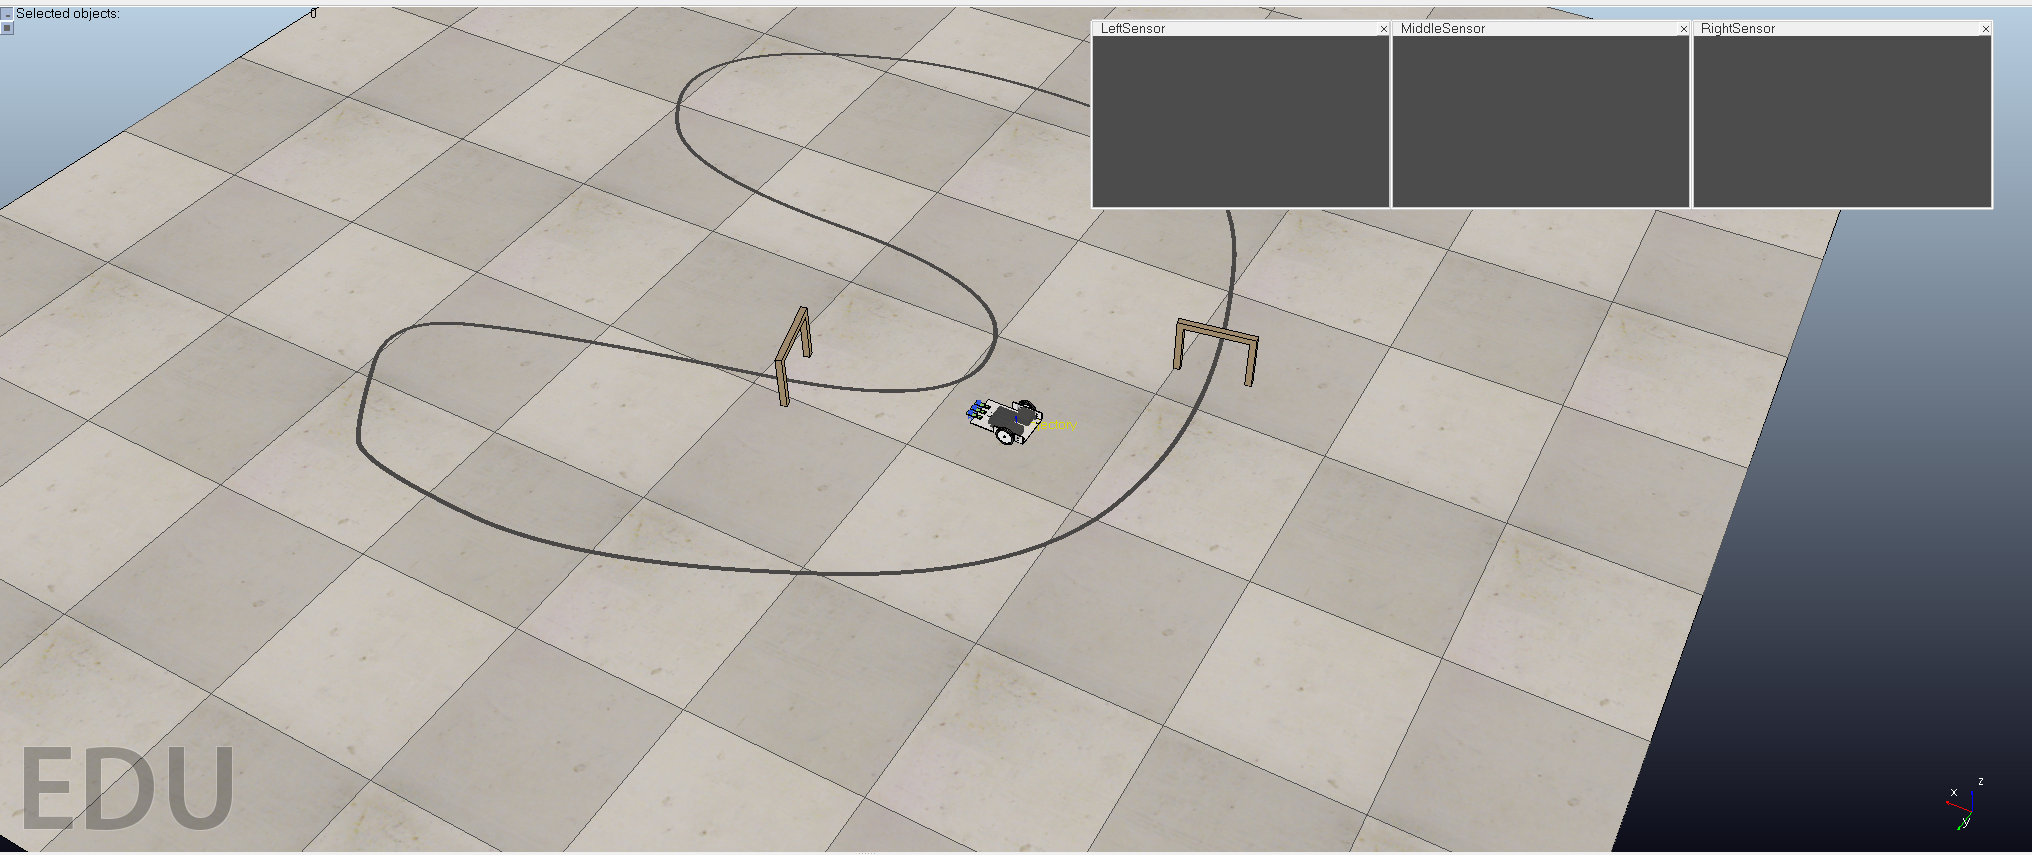 Selected objects: 0
LeftSensor
MiddleSensor
RightSensor
EDU
z
x
y